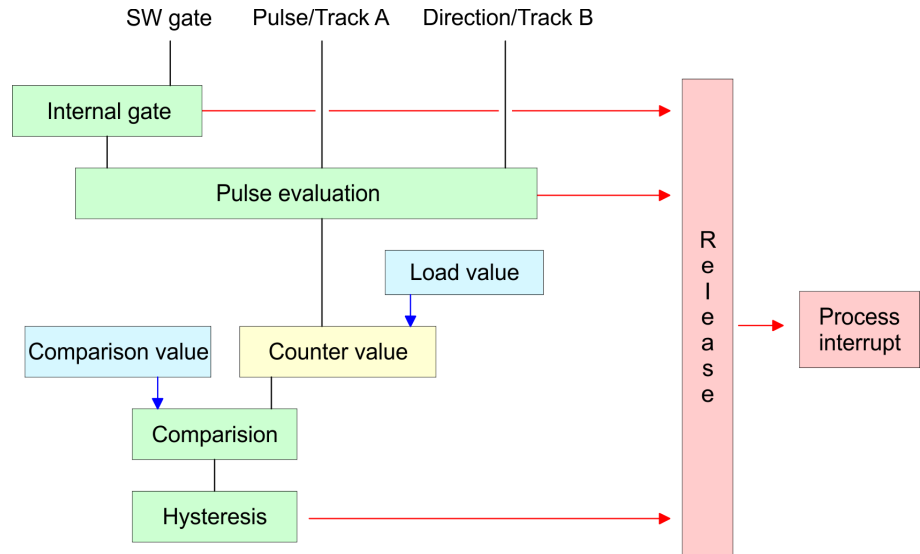 SW gate
Pulse/Track A
Direction/Track B
Internal gate
Pulse evaluation
Load value
Comparison value
Counter value
Comparision
Hysteresis
Release
Process
interrupt